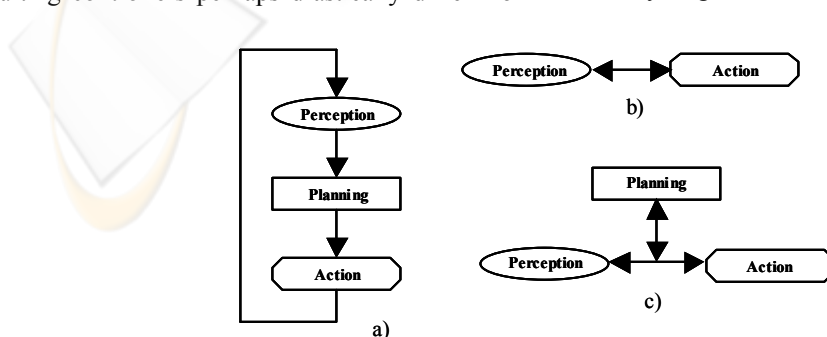 Perception
Planning
Action
a)
Perception
Action
b)
Planning
Perception
Action
c)